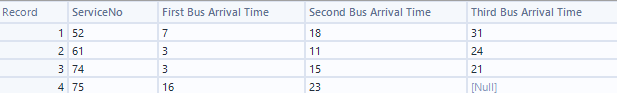 Record ServiceNo First Bus Arrival Time Second Bus Arrival Time Third Bus Arrival Time
1 52 7 18 31
2 61 3 11 24
3 74 3 15 21
4 75 16 23 [Null]